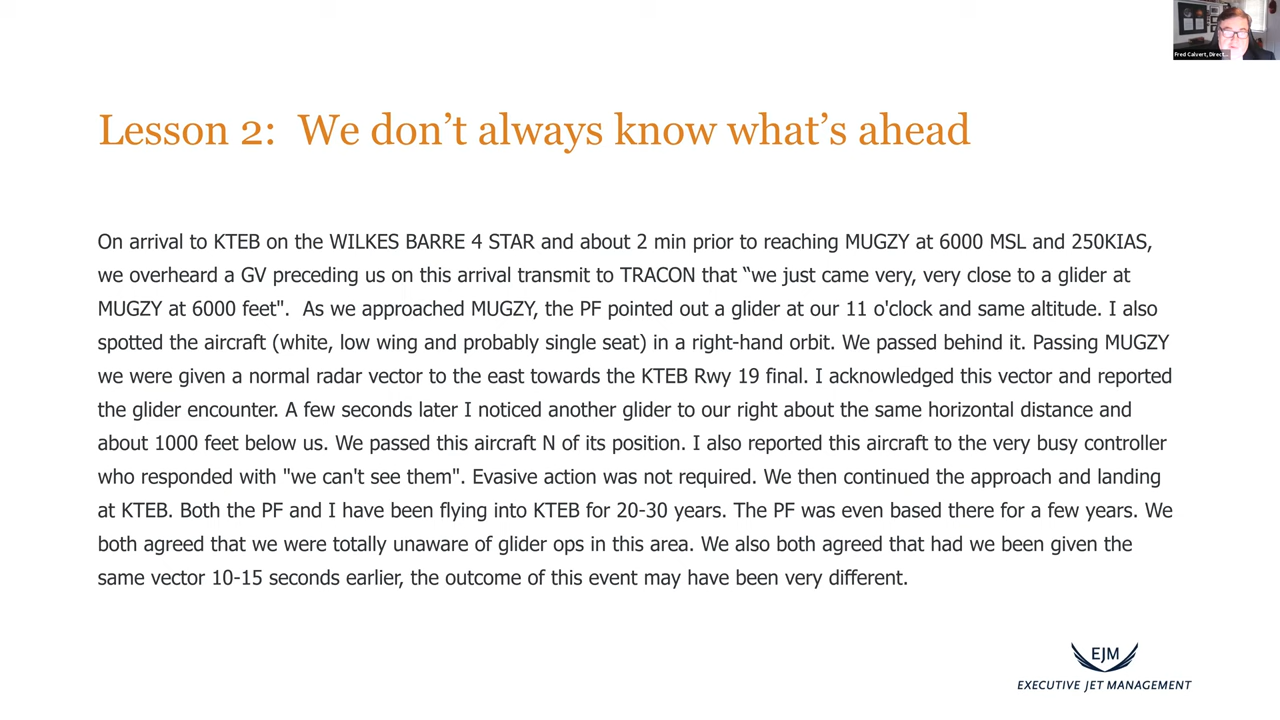 Fred Calvert, Direct...
Lesson 2: We don’t always know what’s ahead
On arrival to KTEB on the WILKES BARRE 4 STAR and about 2 min prior to reaching MUGZY at 6000 MSL and 250KIAS,
we overheard a GV preceding us on this arrival transmit to TRACON that “we just came very, very close to a glider at
MUGZY at 6000 feet". As we approached MUGZY, the PF pointed out a glider at our 11 o'clock and same altitude. I also
spotted the aircraft (white, low wing and probably single seat) in a right-hand orbit. We passed behind it. Passing MUGZY
we were given a normal radar vector to the east towards the KTEB Rwy 19 final. I acknowledged this vector and reported
the glider encounter. A few seconds later I noticed another glider to our right about the same horizontal distance and
about 1000 feet below us. We passed this aircraft N of its position. I also reported this aircraft to the very busy controller
who responded with "we can't see them". Evasive action was not required. We then continued the approach and landing
at KTEB. Both the PF and I have been flying into KTEB for 20-30 years. The PF was even based there for a few years. We
both agreed that we were totally unaware of glider ops in this area. We also both agreed that had we been given the
same vector 10-15 seconds earlier, the outcome of this event may have been very different.
EJM
EXECUTIVE JET MANAGEMENT